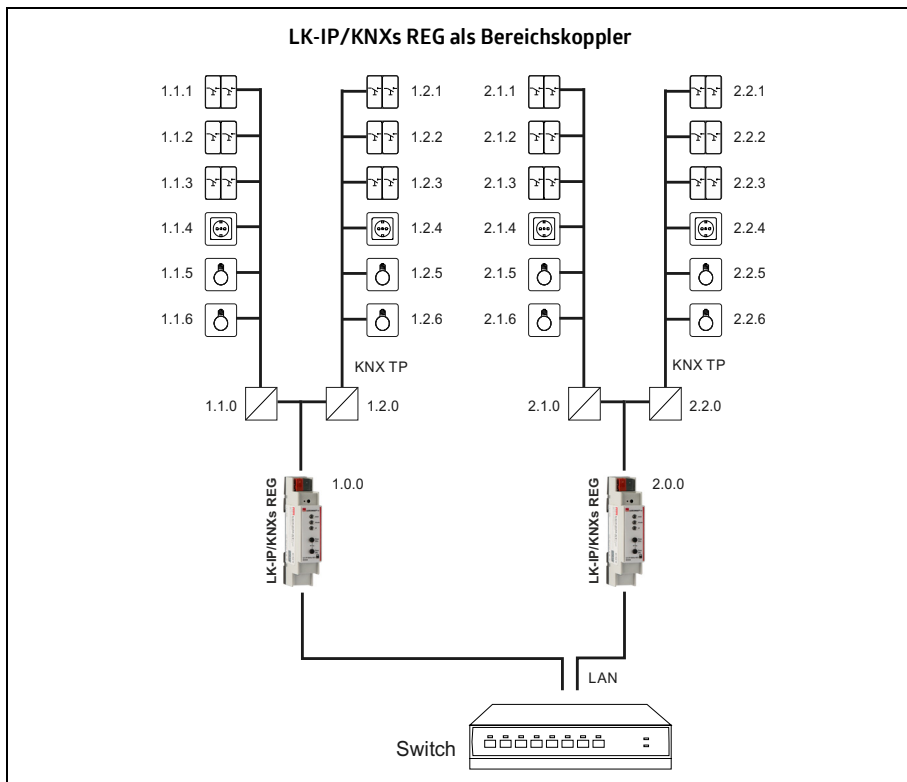 LK-IP/KNXs REG als Bereichskoppler
1.1.1 1.2.1 2.1.1 2.2.1
1.1.2 1.2.2 2.1.2 2.2.2
1.1.3 1.2.3 2.1.3 2.2.3
1.1.4 1.2.4 2.1.4 2.2.4
1.1.5 1.2.5 2.1.5 2.2.5
1.1.6 1.2.6 2.1.6 2.2.6
KNX TP KNX TP
1.1.0 1.2.0 2.1.0 2.2.0
1.0.0 2.0.0
LK-IP/KNXs REG LK-IP/KNXs REG
LAN
Switch